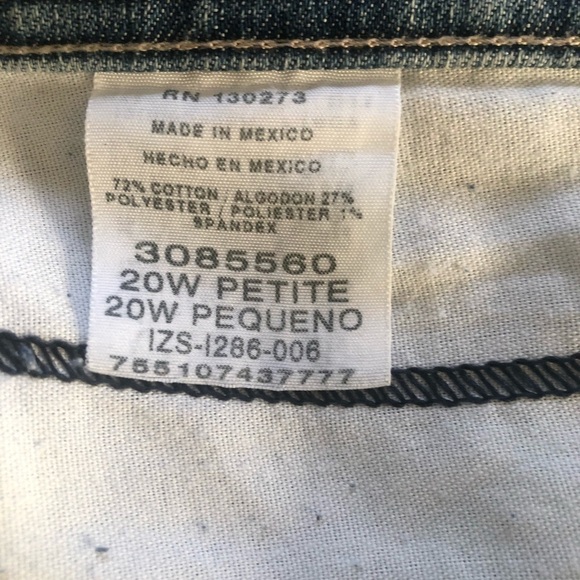 RN 130273
MADE IN MEXICO
HECHO EN MEXICO
72% COTTON / ALGODON 27%
POLYESTER / POLIESTER 1%
SPANDEX
3085560
20W PETITE
20W PEQUENO
IZS-I286-006
755107437777